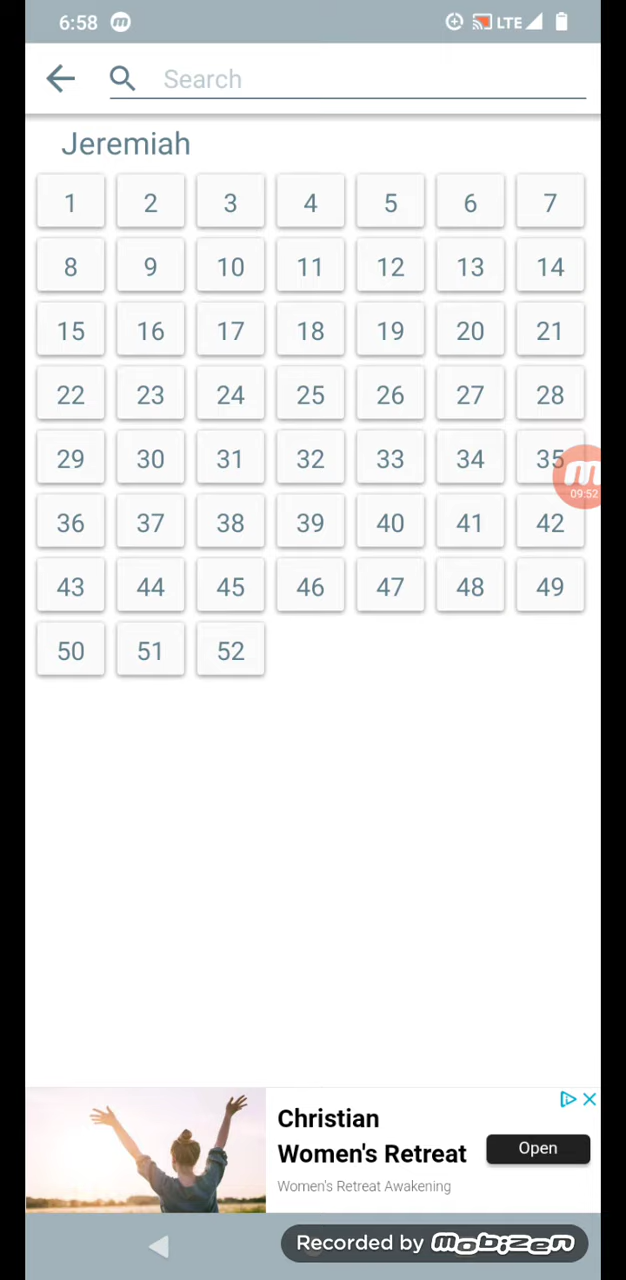 6:58 m LTE
Search
Jeremiah
1 2 3 4 5 6 7
8 9 10 11 12 13 14
15 16 17 18 19 20 21
22 23 24 25 26 27 28
29 30 31 32 33 34 35
m
09:52
36 37 38 39 40 41 42
43 44 45 46 47 48 49
50 51 52
Christian
Women's Retreat
Open
Women's Retreat Awakening
Recorded by mobizen